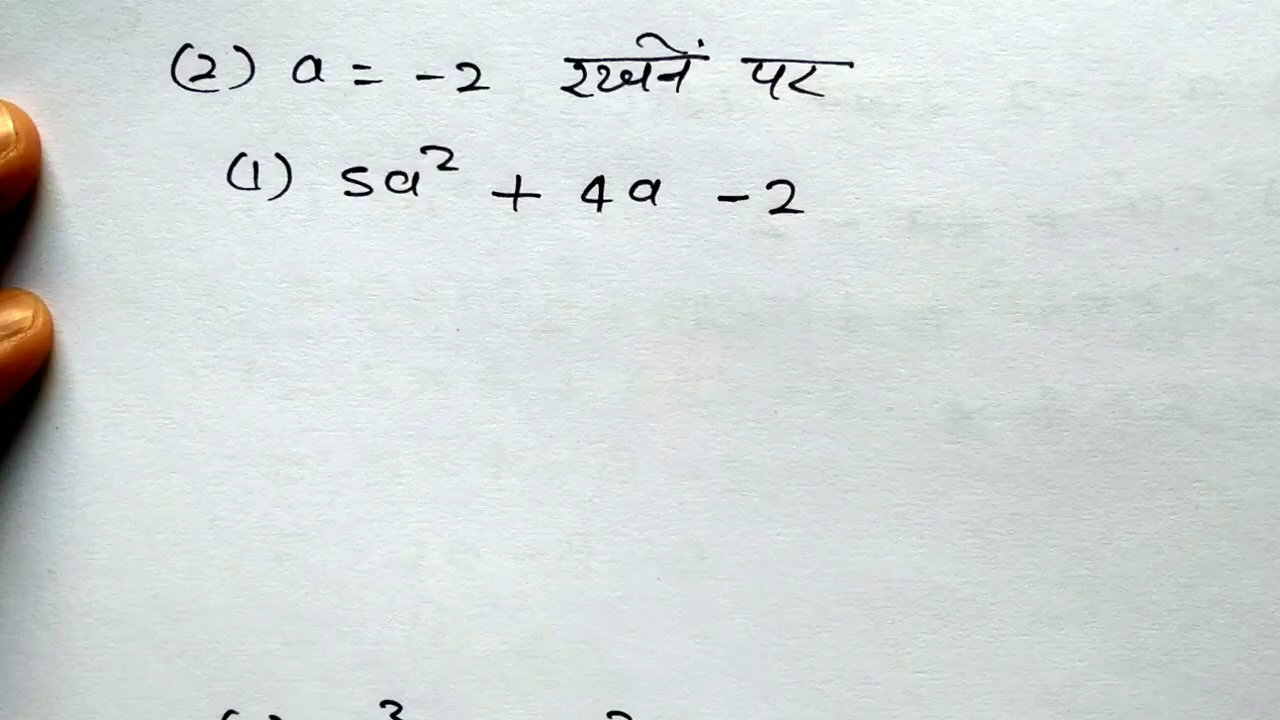 (2) a = -2 रखनें पर
(1) 5a² + 4a - 2